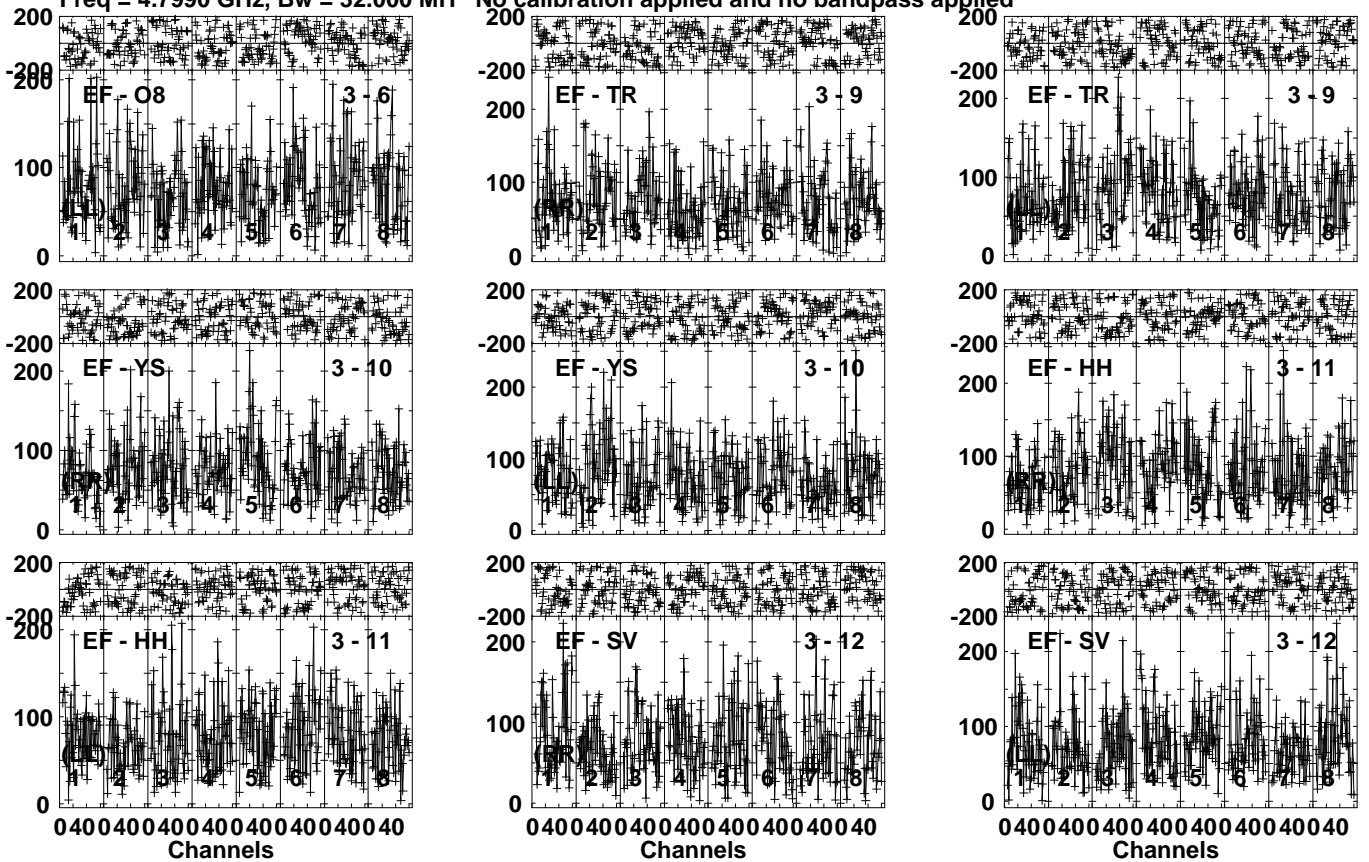 Freq = 4.7990 GHz, Bw = 32.000 MH No calibration applied and no bandpass applied
200 200 200
-200 -200 -200
200 EF - O8 3 - 6
200 EF - TR 3 - 9
200 EF - TR 3 - 9
100 100 100
(LL) (RR) (LL)
1 2 3 4 5 6 7 8
1 2 3 4 5 6 7 8
1 2 3 4 5 6 7 8
0 0 0
200 200 200
-200 -200 -200
200 EF - YS 3 - 10
200 EF - YS 3 - 10
200 EF - HH 3 - 11
100 100 100
(RR) (LL) (RR)
1 2 3 4 5 6 7 8
1 2 3 4 5 6 7 8
1 2 3 4 5 6 7 8
0 0 0
200 200 200
-200 -200 -200
200 EF - HH 3 - 11
200 EF - SV 3 - 12
200 EF - SV 3 - 12
100 100 100
(LL) (RR) (LL)
1 2 3 4 5 6 7 8
1 2 3 4 5 6 7 8
1 2 3 4 5 6 7 8
0 0 0
0 40 0 40 0 40 0 40 0 40 0 40 0 40 0 40
0 40 0 40 0 40 0 40 0 40 0 40 0 40 0 40
0 40 0 40 0 40 0 40 0 40 0 40 0 40 0 40
Channels Channels Channels